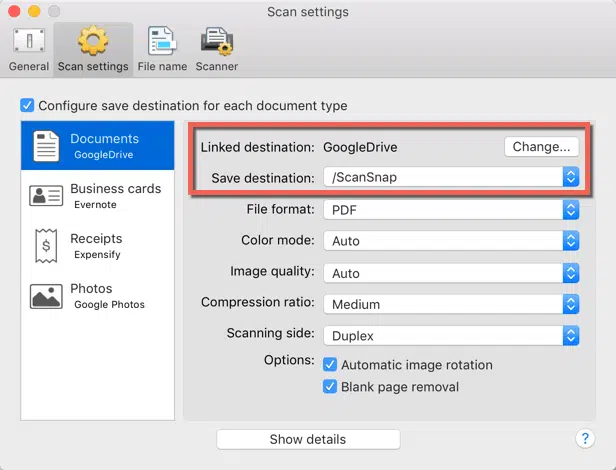 Scan settings
General
Scan settings
File name
Scanner
Configure save destination for each document type
Documents
GoogleDrive
Business cards
Evernote
Receipts
Expensify
Photos
Google Photos
Linked destination: GoogleDrive Change...
Save destination: /ScanSnap
File format: PDF
Color mode: Auto
Image quality: Auto
Compression ratio: Medium
Scanning side: Duplex
Options: Automatic image rotation
Blank page removal
Show details
?